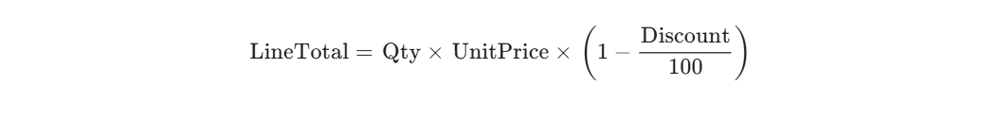 LineTotal = Qty × UnitPrice × (1 − Discount/100)